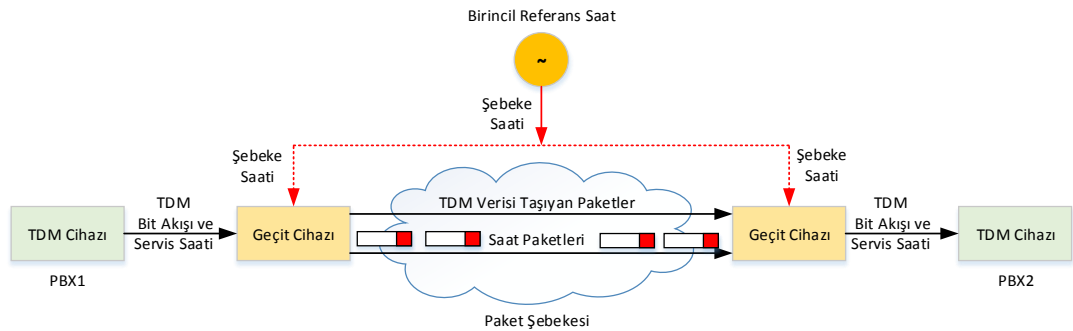 Birincil Referans Saat
~
Şebeke
Saati
Şebeke
Saati
Şebeke
Saati
TDM
Bit Akışı ve
Servis Saati
TDM Verisi Taşıyan Paketler
TDM
Bit Akışı ve
Servis Saati
TDM Cihazı
Geçit Cihazı
Saat Paketleri
Geçit Cihazı
TDM Cihazı
PBX1
PBX2
Paket Şebekesi